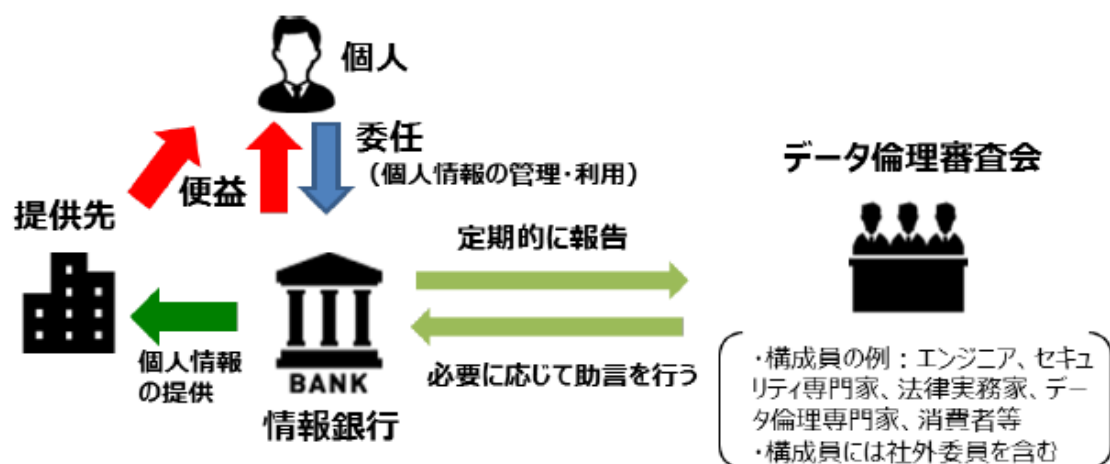 個人
委任
(個人情報の管理・利用)
便益
提供先
個人情報
の提供
BANK
情報銀行
定期的に報告
必要に応じて助言を行う
データ倫理審査会
・構成員の例：エンジニア、セキュ
リティ専門家、法律実務家、デー
タ倫理専門家、消費者等
・構成員には社外委員を含む